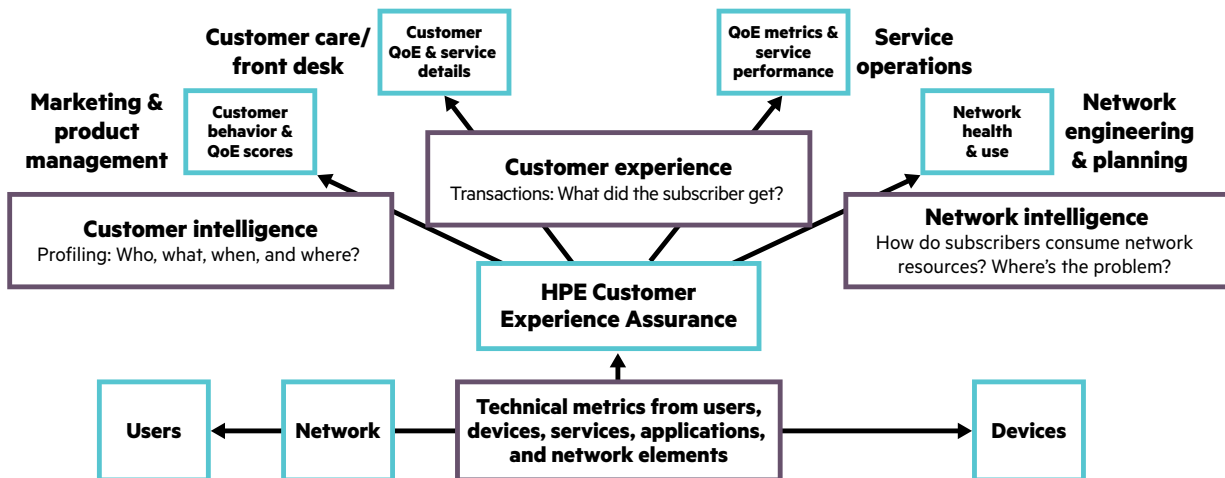 Customer care/
front desk
Customer
QoE & service
details
QoE metrics &
service
performance
Service
operations
Marketing &
product
management
Customer
behavior &
QoE scores
Network
health
& use
Network
engineering
& planning
Customer experience
Transactions: What did the subscriber get?
Customer intelligence
Profiling: Who, what, when, and where?
Network intelligence
How do subscribers consume network
resources? Where’s the problem?
HPE Customer
Experience Assurance
Users
Network
Technical metrics from users,
devices, services, applications,
and network elements
Devices